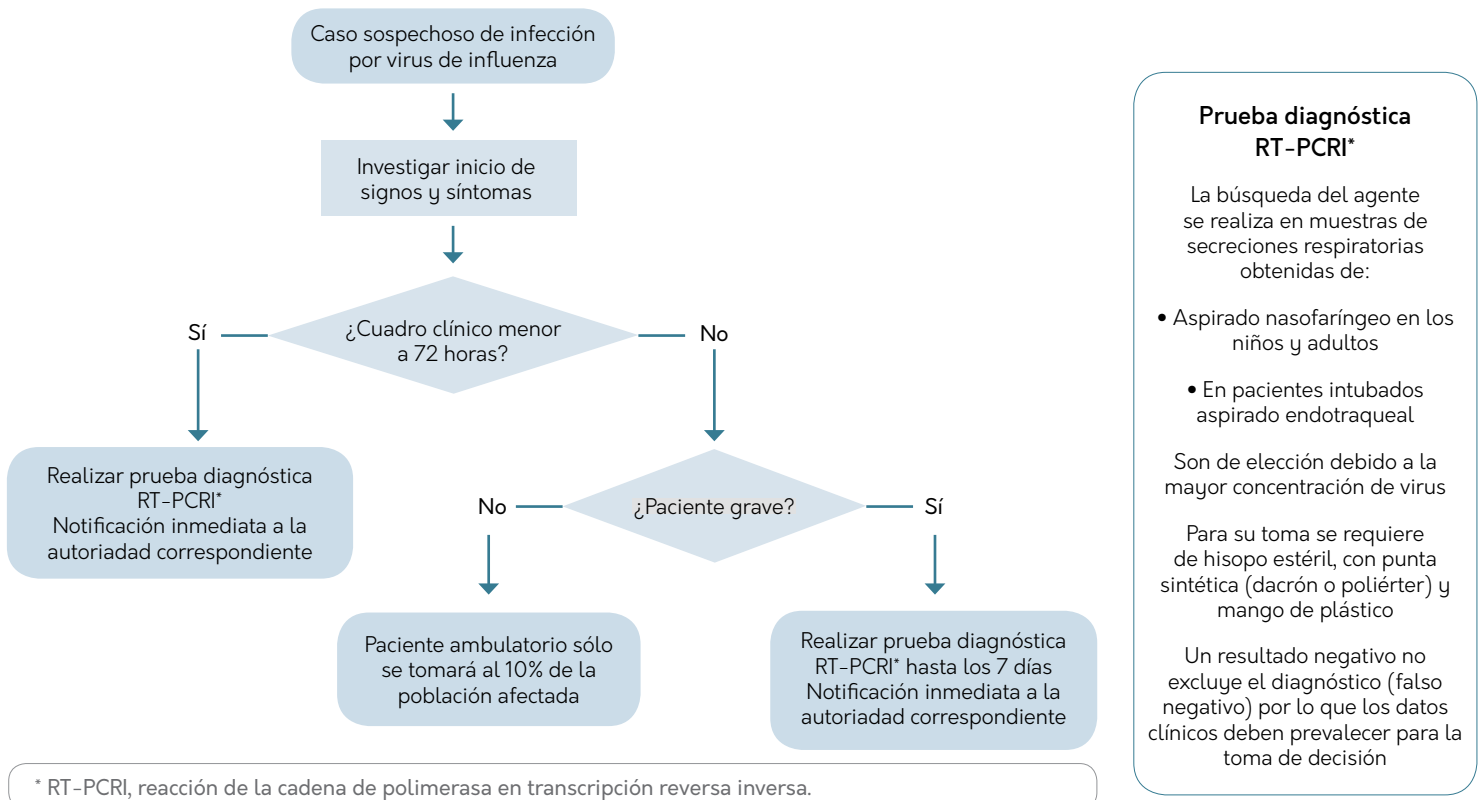 Caso sospechoso de infección
por virus de influenza
Investigar inicio de
signos y síntomas
¿Cuadro clínico menor
a 72 horas?
Sí
No
Realizar prueba diagnóstica
RT-PCRI*
Notificación inmediata a la
autoriadad correspondiente
¿Paciente grave?
No
Sí
Paciente ambulatorio sólo
se tomará al 10% de la
población afectada
Realizar prueba diagnóstica
RT-PCRI* hasta los 7 días
Notificación inmediata a la
autoriadad correspondiente
* RT-PCRI, reacción de la cadena de polimerasa en transcripción reversa inversa.
Prueba diagnóstica
RT-PCRI*
La búsqueda del agente
se realiza en muestras de
secreciones respiratorias
obtenidas de:
• Aspirado nasofaríngeo en los
niños y adultos
• En pacientes intubados
aspirado endotraqueal
Son de elección debido a la
mayor concentración de virus
Para su toma se requiere
de hisopo estéril, con punta
sintética (dacrón o poliérter) y
mango de plástico
Un resultado negativo no
excluye el diagnóstico (falso
negativo) por lo que los datos
clínicos deben prevalecer para la
toma de decisión